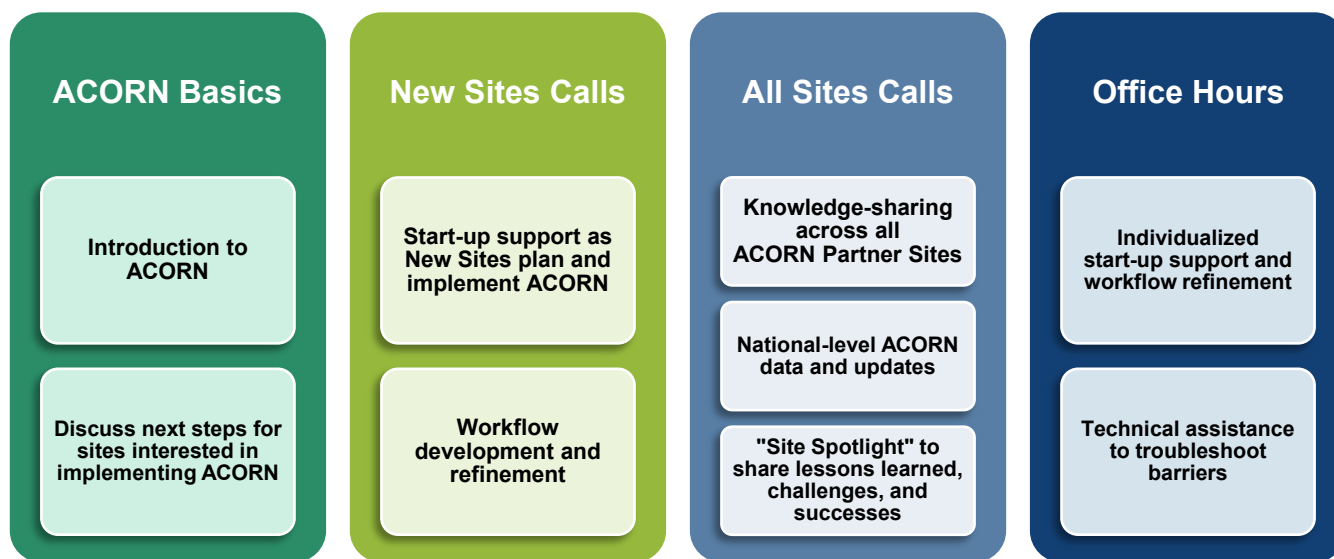 ACORN Basics
Introduction to
ACORN
Discuss next steps for
sites interested in
implementing ACORN
New Sites Calls
Start-up support as
New Sites plan and
implement ACORN
Workflow
development and
refinement
All Sites Calls
Knowledge-sharing
across all
ACORN Partner Sites
National-level ACORN
data and updates
"Site Spotlight" to
share lessons learned,
challenges, and
successes
Office Hours
Individualized
start-up support and
workflow refinement
Technical assistance
to troubleshoot
barriers